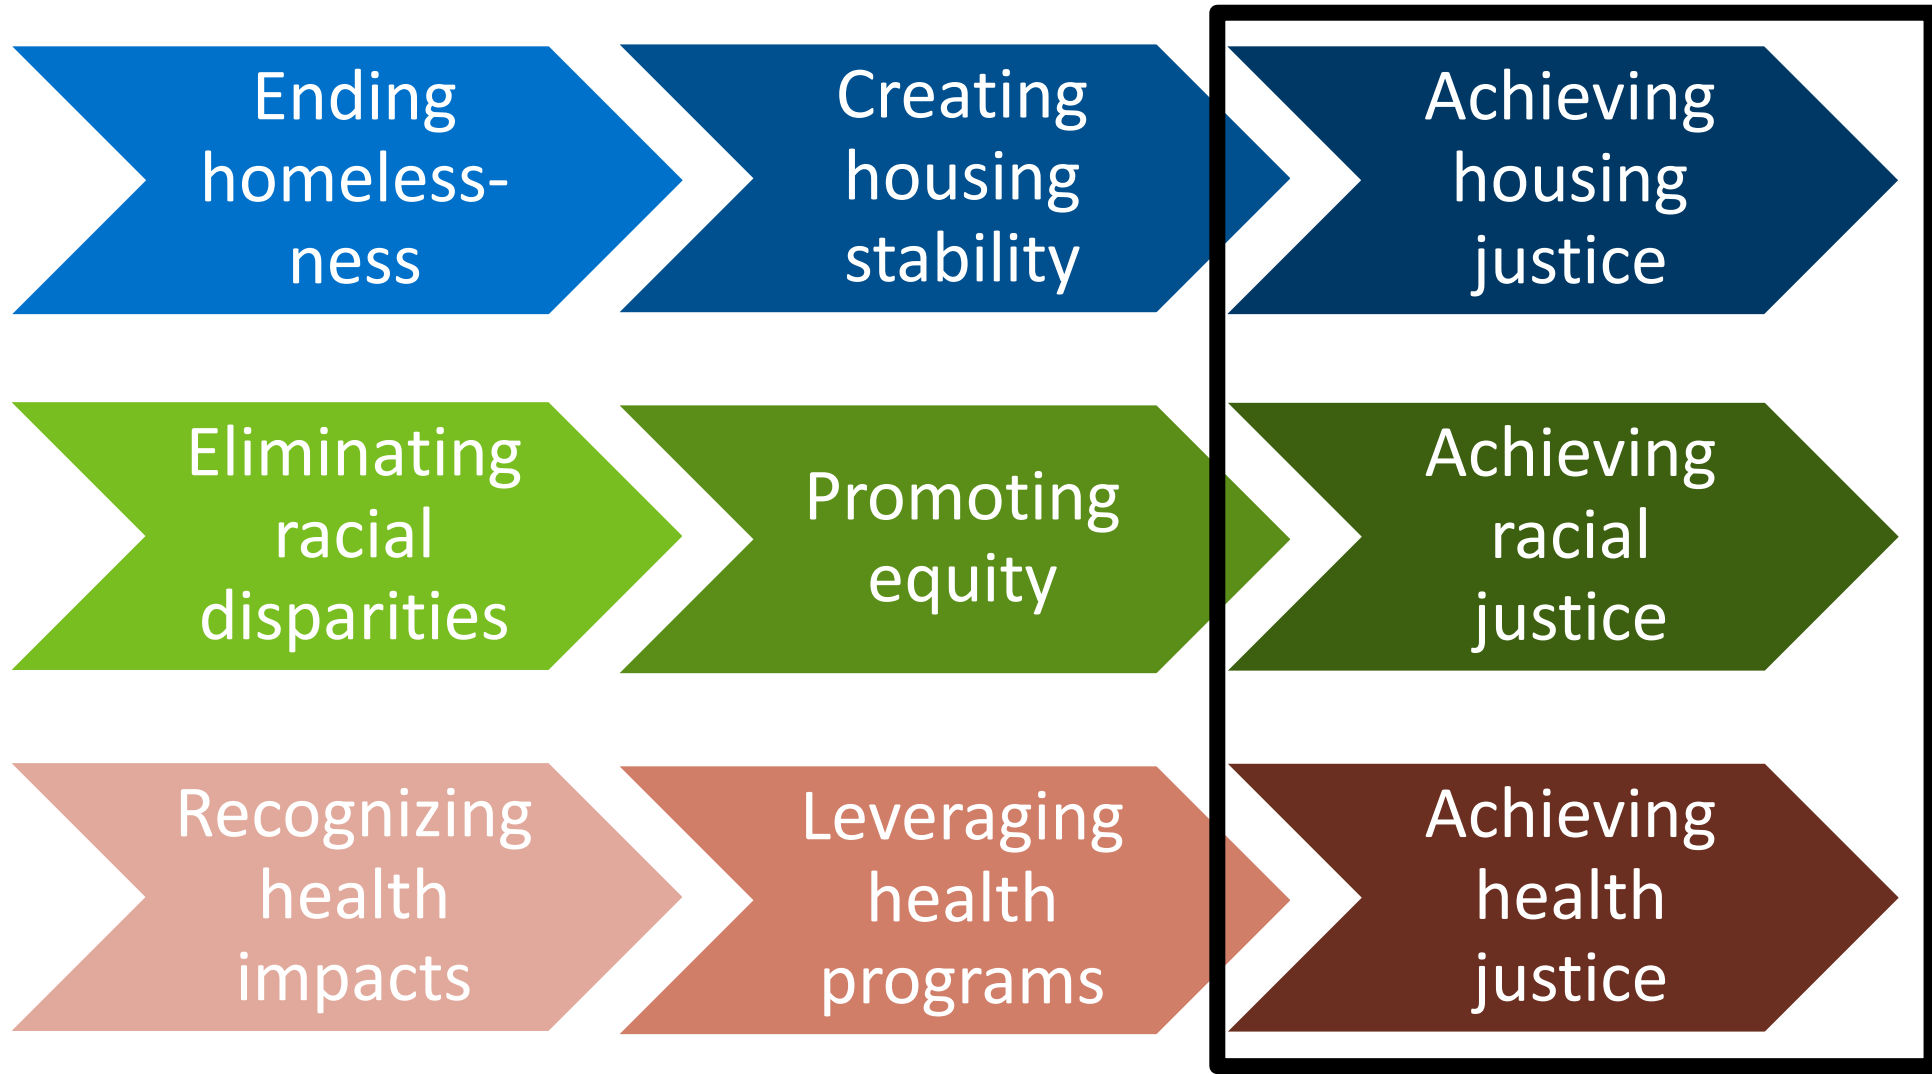 Ending
homeless-
ness
Creating
housing
stability
Achieving
housing
justice
Eliminating
racial
disparities
Promoting
equity
Achieving
racial
justice
Recognizing
health
impacts
Leveraging
health
programs
Achieving
health
justice